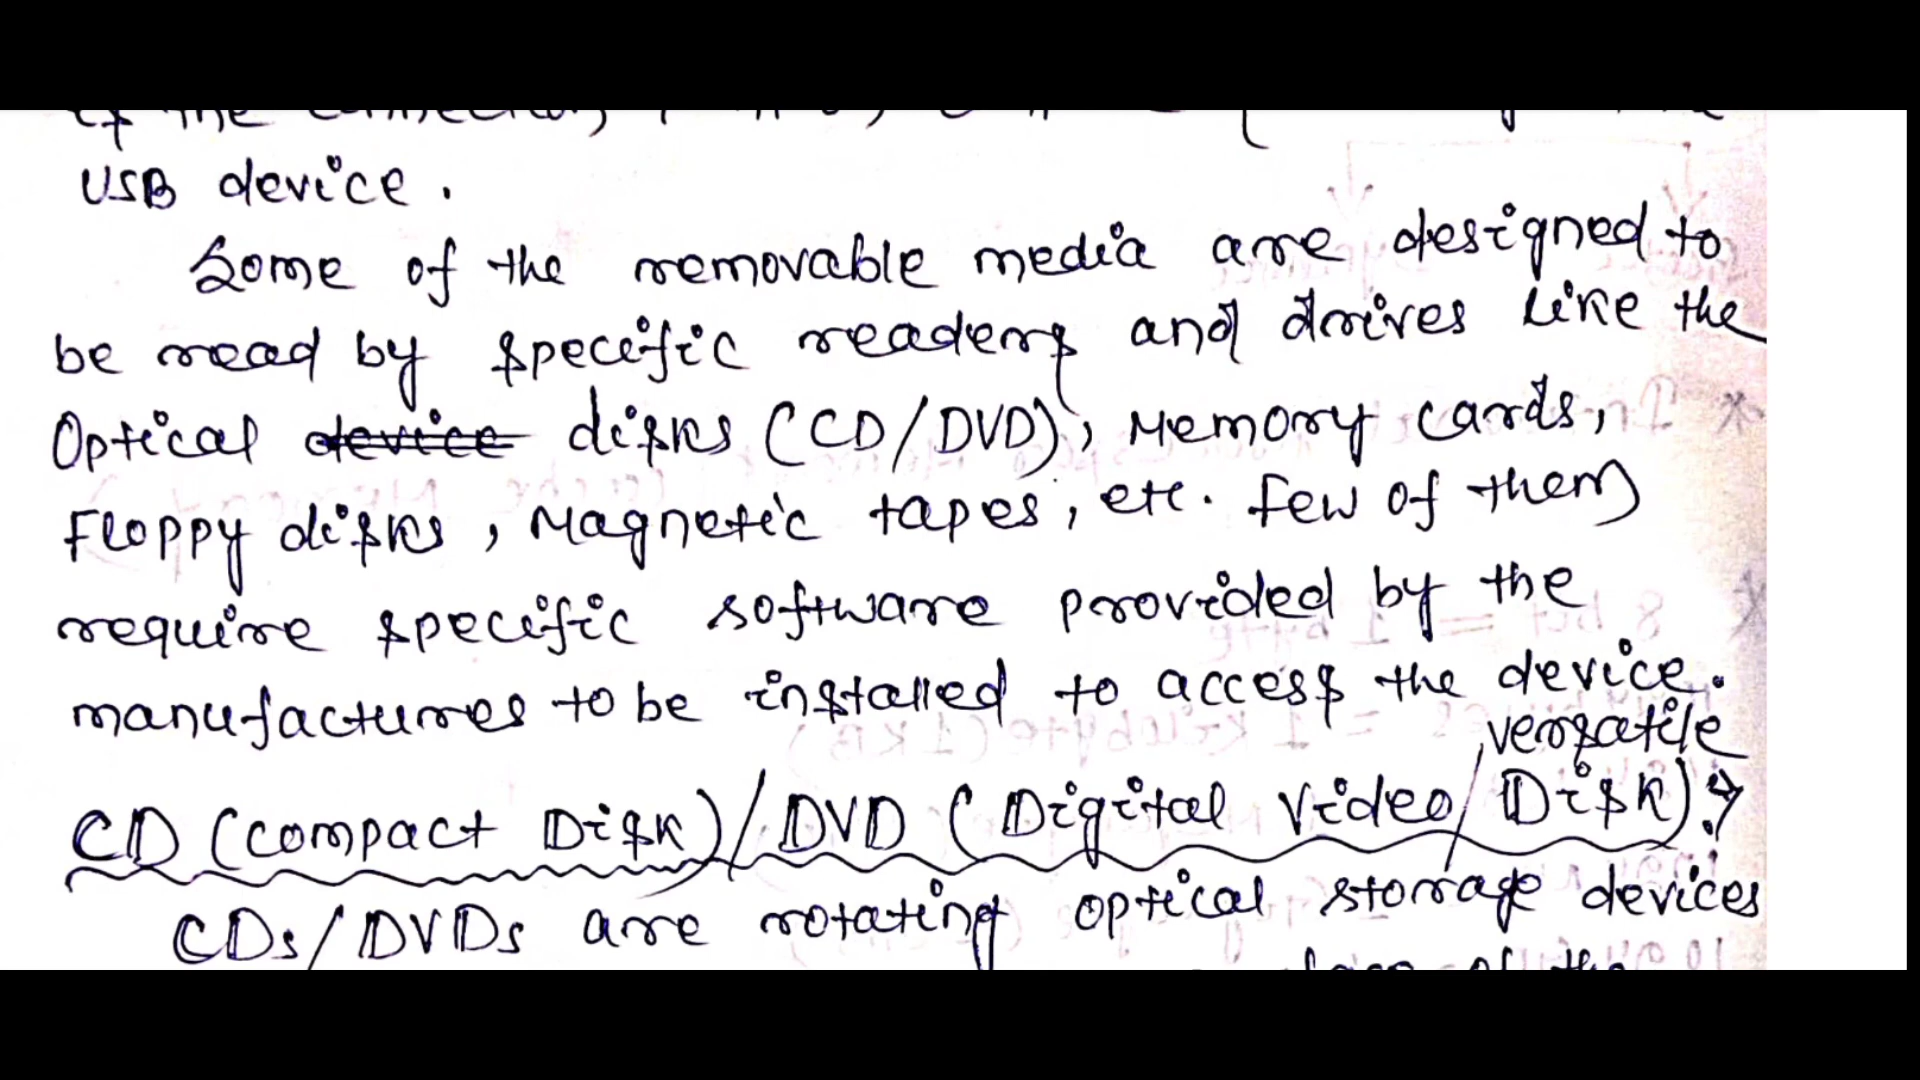 USB device.
Some of the removable media are designed to
be read by specific readers and drives like the
Optical device disks (CD/DVD), Memory cards,
Floppy disks, Magnetic tapes, etc. Few of them
require specific software provided by the
manufactures to be installed to access the device.
versatile
CD (Compact Disk)/DVD (Digital Video/Disk):→
CDs/DVDs are rotating optical storage devices